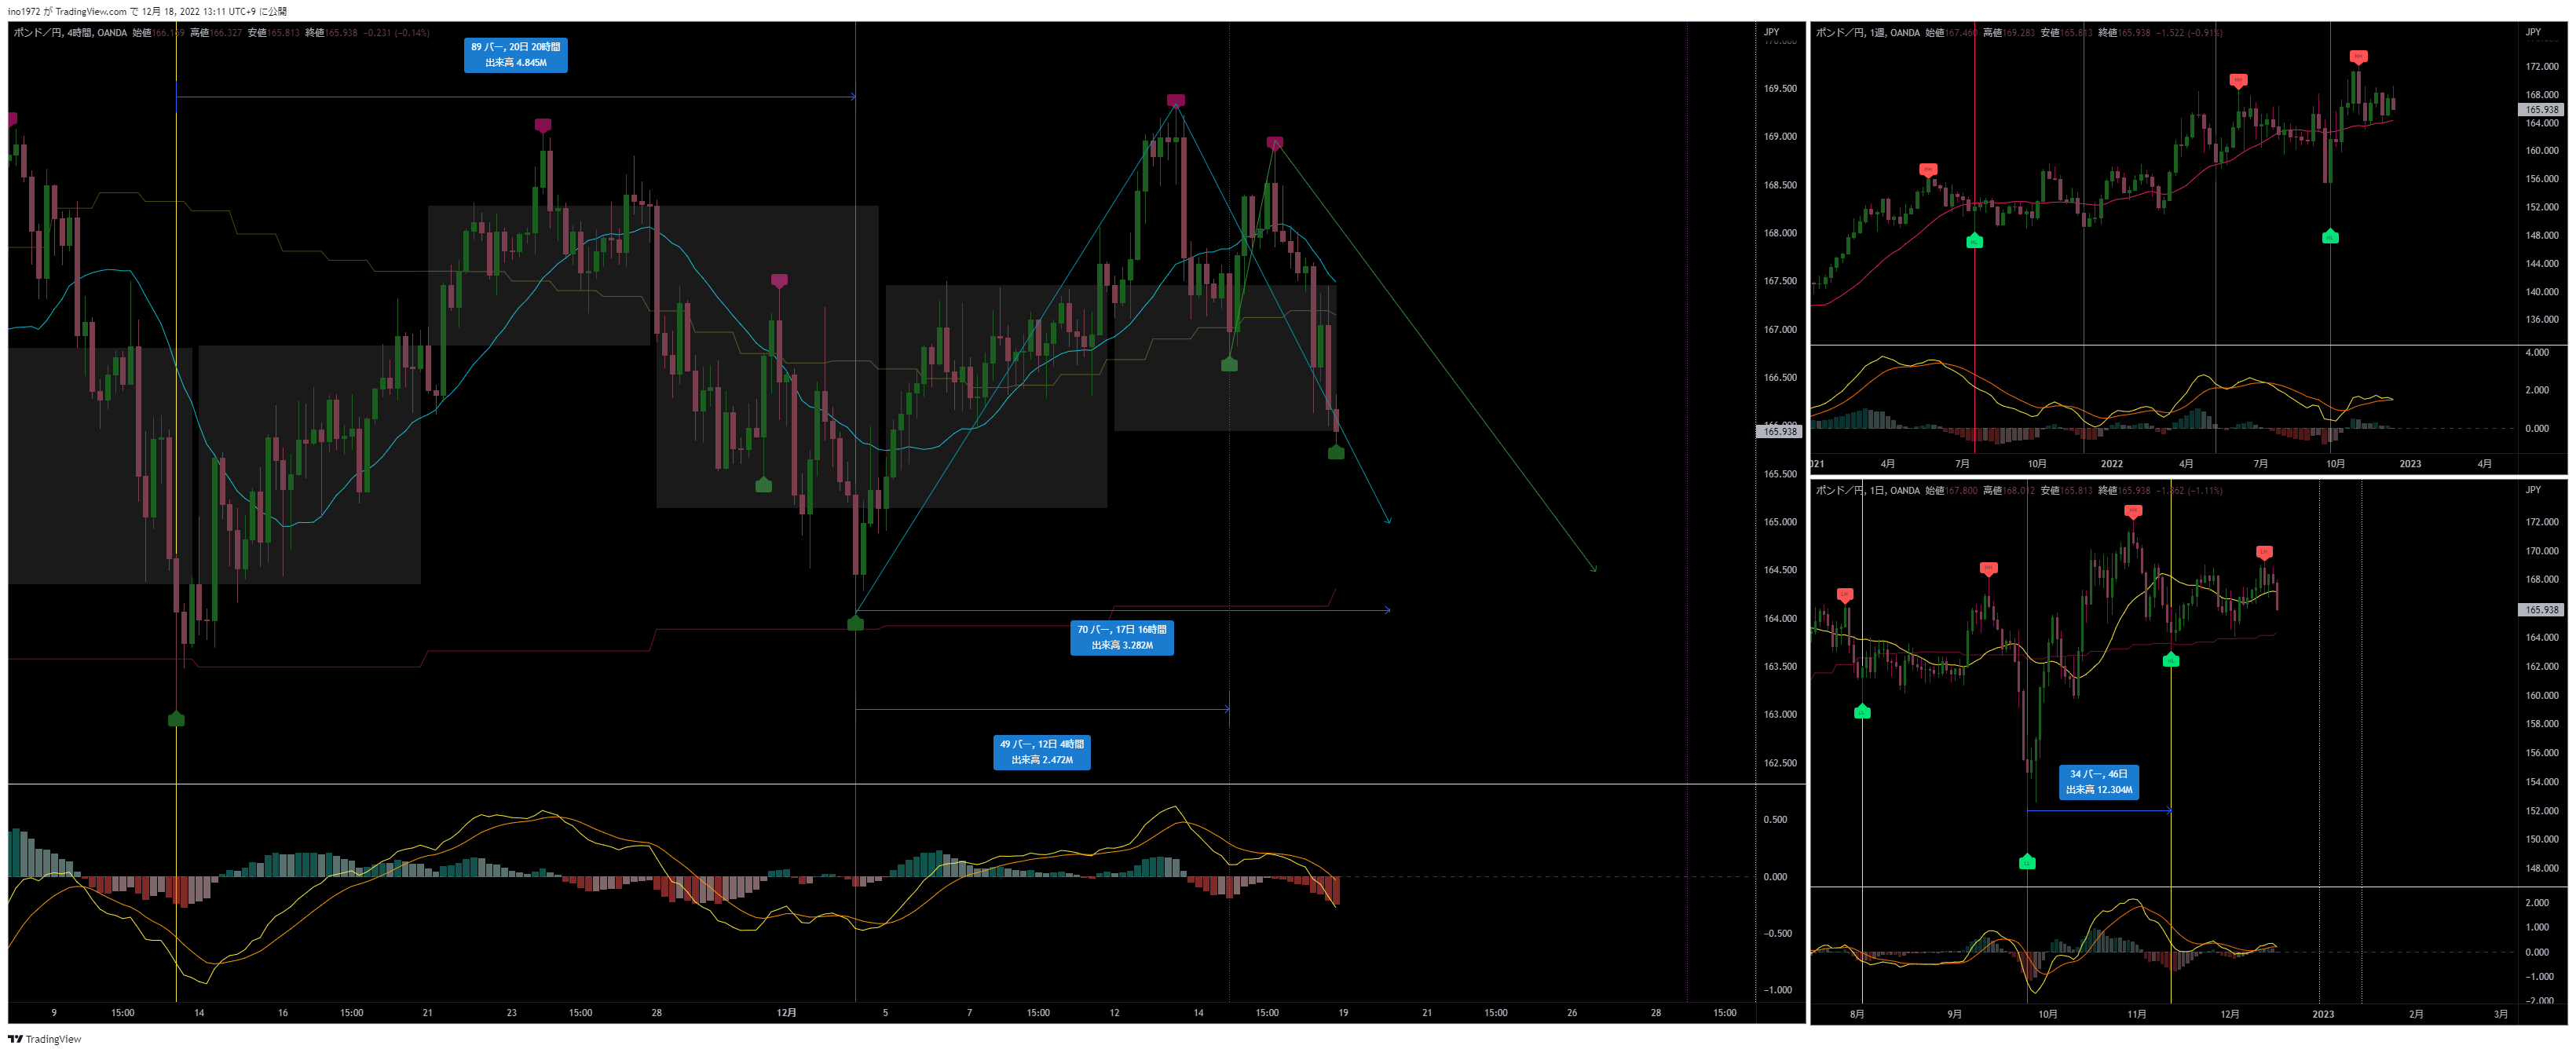 ino1972 が TradingView.com で 12月 18, 2022 13:11 UTC+9 に公開
ポンド／円, 4時間, OANDA 始値166.169 高値166.327 安値165.813 終値165.938 −0.231 (−0.14%)
JPY
170.000
169.500
169.000
168.500
168.000
167.500
167.000
166.500
166.000
165.938
165.500
165.000
164.500
164.000
163.500
163.000
162.500
89 バー, 20日 20時間
出来高 4.845M
70 バー, 17日 16時間
出来高 3.282M
49 バー, 12日 4時間
出来高 2.472M
0.500
0.000
−0.500
−1.000
9 15:00 14 16 15:00 21 23 15:00 28 12月 5 7 15:00 12 14 15:00 19 21 15:00 26 28 15:00
ポンド／円, 1週, OANDA 始値167.460 高値169.283 安値165.813 終値165.938 −1.522 (−0.91%)
JPY
172.000
168.000
165.938
164.000
160.000
156.000
152.000
148.000
144.000
140.000
136.000
HH
HH
HH
HL
HL
4.000
2.000
0.000
2021 4月 7月 10月 2022 4月 7月 10月 2023 4月
ポンド／円, 1日, OANDA 始値167.800 高値168.012 安値165.813 終値165.938 −1.862 (−1.11%)
JPY
172.000
170.000
168.000
165.938
164.000
162.000
160.000
158.000
156.000
154.000
152.000
150.000
148.000
LH
HH
HH
LH
HL
LL
34 バー, 46日
出来高 12.304M
2.000
1.000
0.000
−1.000
−2.000
8月 9月 10月 11月 12月 2023 2月 3月
TradingView